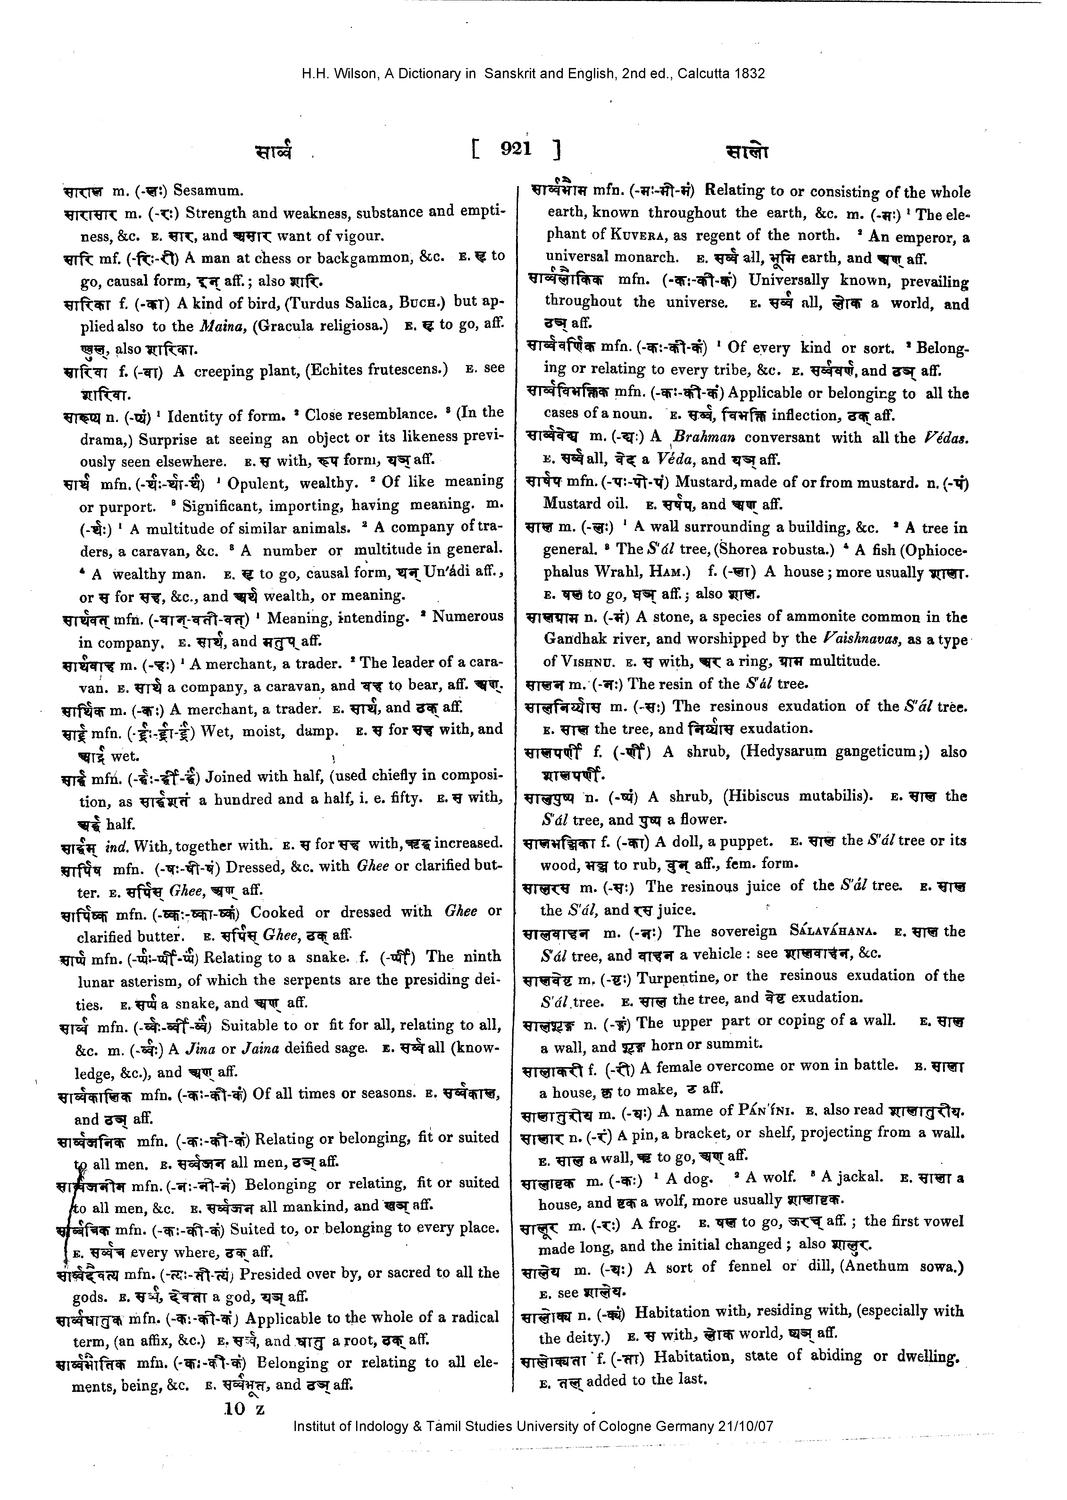 H.H. Wilson, A Dictionary in Sanskrit and English, 2nd ed., Calcutta 1832
सार्व्व
[ 921 ]
सालो
साराल m. (-लः) Sesamum.
सारासार m. (-रः) Strength and weakness, substance and empti-
ness, &c. E. सार, and असार want of vigour.
सारि mf. (-रिः-री) A man at chess or backgammon, &c. E. सृ to
go, causal form, इन् aff.; also शारि.
सारिका f. (-का) A kind of bird, (Turdus Salica, BUCH.) but ap-
plied also to the Maina, (Gracula religiosa.) E. सृ to go, aff.
ण्वुल्, also शारिका.
सारिवा f. (-वा) A creeping plant, (Echites frutescens.) E. see
शारिवा.
सारूप्य n. (-प्यं) ¹ Identity of form. ² Close resemblance. ³ (In the
drama,) Surprise at seeing an object or its likeness previ-
ously seen elsewhere. E. स with, रूप form, यञ् aff.
सार्थ mfn. (-र्थः-र्था-र्थं) ¹ Opulent, wealthy. ² Of like meaning
or purport. ³ Significant, importing, having meaning. m.
(-र्थः) ¹ A multitude of similar animals. ² A company of tra-
ders, a caravan, &c. ³ A number or multitude in general.
⁴ A wealthy man. E. सृ to go, causal form, थन् Un'ádi aff.,
or स for सह, &c., and अर्थ wealth, or meaning.
सार्थवत् mfn. (-वान्-वती-वत्) ¹ Meaning, intending. ² Numerous
in company. E. सार्थ, and मतुप् aff.
सार्थवाह m. (-हः) ¹ A merchant, a trader. ² The leader of a cara-
van. E. सार्थ a company, a caravan, and वह to bear, aff. अण्.
सार्थिक m. (-कः) A merchant, a trader. E. सार्थ, and ठक् aff.
सार्द्र mfn. (-र्द्रः-र्द्रा-र्द्रं) Wet, moist, damp. E. स for सह with, and
आर्द्र wet.
सार्द्ध mfn. (-र्द्धः-र्द्धी-र्द्धं) Joined with half, (used chiefly in composi-
tion, as सार्द्धशतं a hundred and a half, i. e. fifty. E. स with,
अर्द्ध half.
सार्द्धम् ind. With, together with. E. स for सह with, ऋद्ध increased.
सार्पिष mfn. (-षः-षी-षं) Dressed, &c. with Ghee or clarified but-
ter. E. सर्पिस् Ghee, अण् aff.
सार्पिष्क mfn. (-ष्कः-ष्का-ष्कं) Cooked or dressed with Ghee or
clarified butter. E. सर्पिस् Ghee, ठक् aff.
सार्प्प mfn. (-र्प्पः-र्प्पी-र्प्पं) Relating to a snake. f. (-र्प्पी) The ninth
lunar asterism, of which the serpents are the presiding dei-
ties. E. सर्प्प a snake, and अण् aff.
सार्व्व mfn. (-र्व्वः-र्व्वी-र्व्वं) Suitable to or fit for all, relating to all,
&c. m. (-र्व्वः) A Jina or Jaina deified sage. E. सर्व्व all (know-
ledge, &c.), and अण् aff.
सार्व्वकालिक mfn. (-कः-की-कं) Of all times or seasons. E. सर्व्वकाल,
and ठञ् aff.
सार्व्वजनिक mfn. (-कः-की-कं) Relating or belonging, fit or suited
to all men. E. सर्व्वजन all men, ठञ् aff.
सार्व्वजनीन mfn. (-नः-नी-नं) Belonging or relating, fit or suited
to all men, &c. E. सर्व्वजन all mankind, and खञ् aff.
सार्व्वत्रिक mfn. (-कः-की-कं) Suited to, or belonging to every place.
E. सर्व्वत्र every where, ठक् aff.
सार्व्वदैवत्य mfn. (-त्यः-ती-त्यं) Presided over by, or sacred to all the
gods. E. सर्व्व, देवता a god, यञ् aff.
सार्व्वधातुक mfn. (-कः-की-कं) Applicable to the whole of a radical
term, (an affix, &c.) E. सर्व्व, and धातु a root, ठक् aff.
सार्व्वभौतिक mfn. (-कः-की-कं) Belonging or relating to all ele-
ments, being, &c. E. सर्व्वभूत, and ठञ् aff.
10 Z
सार्व्वभौम mfn. (-मः-मी-मं) Relating to or consisting of the whole
earth, known throughout the earth, &c. m. (-मः) ¹ The ele-
phant of KUVERA, as regent of the north. ² An emperor, a
universal monarch. E. सर्व्व all, भूमि earth, and अण् aff.
सार्व्वलौकिक mfn. (-कः-की-कं) Universally known, prevailing
throughout the universe. E. सर्व्व all, लोक a world, and
ठञ् aff.
सार्व्ववर्णिक mfn. (-कः-की-कं) ¹ Of every kind or sort. ² Belong-
ing or relating to every tribe, &c. E. सर्व्ववर्ण, and ठञ् aff.
सार्व्वविभक्तिक mfn. (-कः-की-कं) Applicable or belonging to all the
cases of a noun. E. सर्व्व, विभक्ति inflection, ठक् aff.
सार्व्ववेद्य m. (-द्यः) A Brahman conversant with all the Védas.
E. सर्व्व all, वेद a Véda, and यञ् aff.
सार्षप mfn. (-पः-पी-पं) Mustard, made of or from mustard. n. (-पं)
Mustard oil. E. सर्षप, and अण् aff.
साल m. (-लः) ¹ A wall surrounding a building, &c. ² A tree in
general. ³ The S'ál tree, (Shorea robusta.) ⁴ A fish (Ophioce-
phalus Wrahl, HAM.) f. (-ला) A house; more usually शाला.
E. षल to go, घञ् aff.; also शाल.
सालग्राम n. (-मं) A stone, a species of ammonite common in the
Gandhak river, and worshipped by the Vaishnavas, as a type
of VISHNU. E. स with, अर a ring, ग्राम multitude.
सालन m. (-नः) The resin of the S'ál tree.
सालनिर्य्यास m. (-सः) The resinous exudation of the S'ál tree.
E. साल the tree, and निर्य्यास exudation.
सालपर्णी f. (-र्णी) A shrub, (Hedysarum gangeticum;) also
शालपर्णी.
सालपुष्प n. (-ष्पं) A shrub, (Hibiscus mutabilis). E. साल the
S'ál tree, and पुष्प a flower.
सालभञ्जिका f. (-का) A doll, a puppet. E. साल the S'ál tree or its
wood, भञ्ज to rub, वुन् aff., fem. form.
सालरस m. (-सः) The resinous juice of the S'ál tree. E. साल
the S'ál, and रस juice.
सालवाहन m. (-नः) The sovereign SÁLAVÁHANA. E. साल the
S'ál tree, and वाहन a vehicle: see शालवाहन, &c.
सालवेष्ट m. (-ष्टः) Turpentine, or the resinous exudation of the
S'ál tree. E. साल the tree, and वेष्ट exudation.
सालशृङ्ग n. (-ङ्गं) The upper part or coping of a wall. E. साल
a wall, and शृङ्ग horn or summit.
सालाकरी f. (-री) A female overcome or won in battle. E. साला
a house, कृ to make, ट aff.
सालातुरीय m. (-यः) A name of PÁN'INI. E. also read शालातुरीय.
सालार n. (-रं) A pin, a bracket, or shelf, projecting from a wall.
E. साल a wall, ऋ to go, अण् aff.
सालावृक m. (-कः) ¹ A dog. ² A wolf. ³ A jackal. E. साला a
house, and वृक a wolf, more usually शालावृक.
सालूर m. (-रः) A frog. E. षल to go, ऊरच् aff.; the first vowel
made long, and the initial changed; also शालुर.
सालेय m. (-यः) A sort of fennel or dill, (Anethum sowa.)
E. see शालेय.
सालोक्य n. (-क्यं) Habitation with, residing with, (especially with
the deity.) E. स with, लोक world, ष्यञ् aff.
सालोक्यता f. (-ता) Habitation, state of abiding or dwelling.
E. तल् added to the last.
Institut of Indology & Tamil Studies University of Cologne Germany 21/10/07